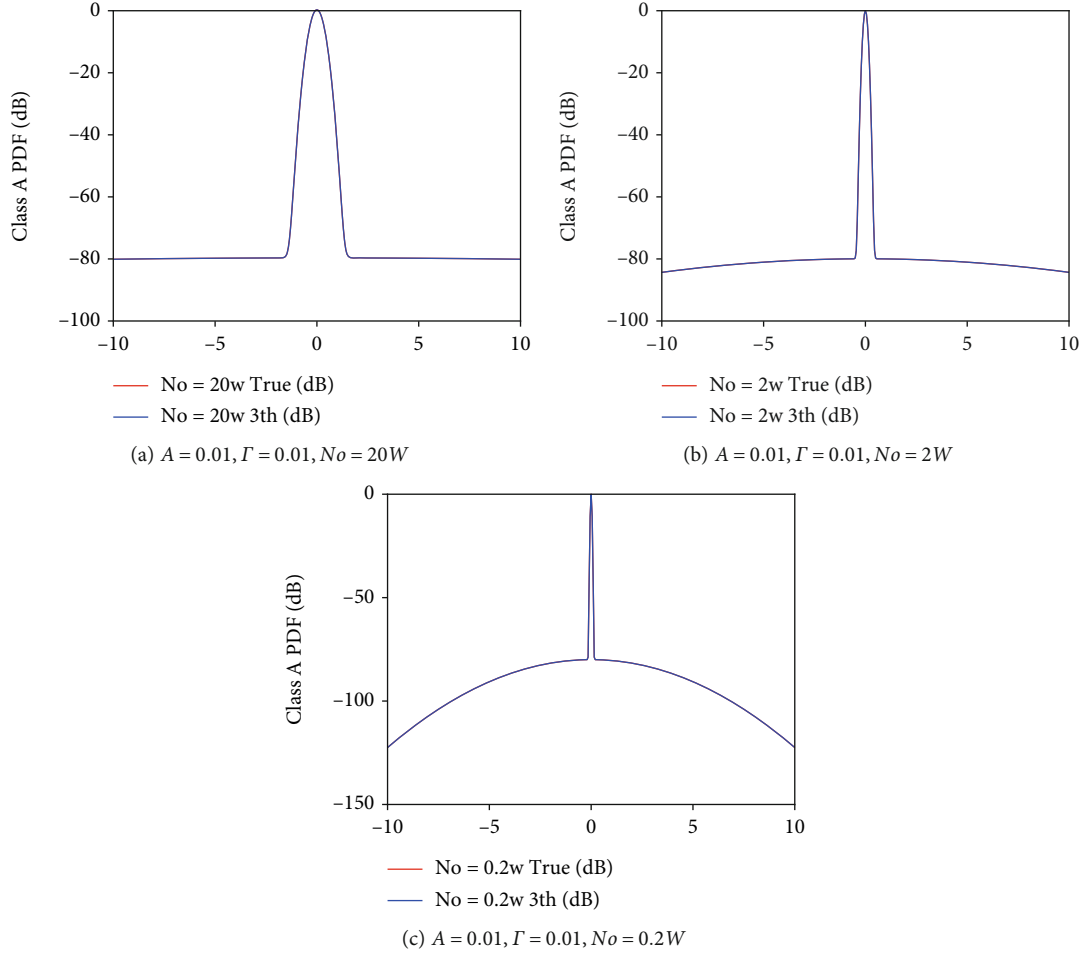 Class A PDF (dB)
0
−20
−40
−60
−80
−100
−10
−5
0
5
10
No = 20w True (dB)
No = 20w 3th (dB)
(a) A = 0.01, Γ = 0.01, No = 20W
Class A PDF (dB)
0
−20
−40
−60
−80
−100
−10
−5
0
5
10
No = 2w True (dB)
No = 2w 3th (dB)
(b) A = 0.01, Γ = 0.01, No = 2W
Class A PDF (dB)
0
−50
−100
−150
−10
−5
0
5
10
No = 0.2w True (dB)
No = 0.2w 3th (dB)
(c) A = 0.01, Γ = 0.01, No = 0.2W